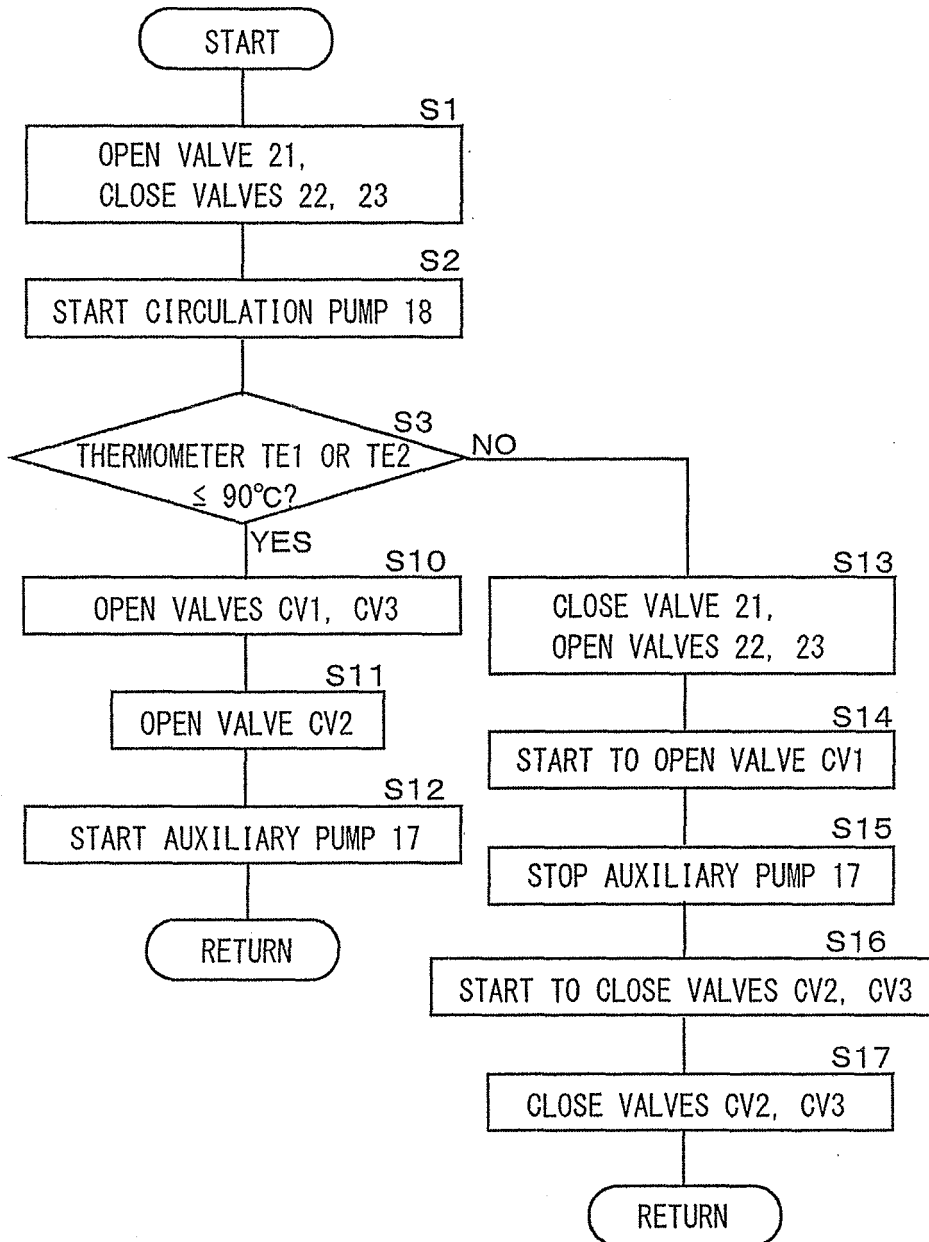 START
S1
OPEN VALVE 21,
CLOSE VALVES 22, 23
S2
START CIRCULATION PUMP 18
S3
THERMOMETER TE1 OR TE2
≦ 90℃?
NO
YES
S10
OPEN VALVES CV1, CV3
S11
OPEN VALVE CV2
S12
START AUXILIARY PUMP 17
RETURN
S13
CLOSE VALVE 21,
OPEN VALVES 22, 23
S14
START TO OPEN VALVE CV1
S15
STOP AUXILIARY PUMP 17
S16
START TO CLOSE VALVES CV2, CV3
S17
CLOSE VALVES CV2, CV3
RETURN